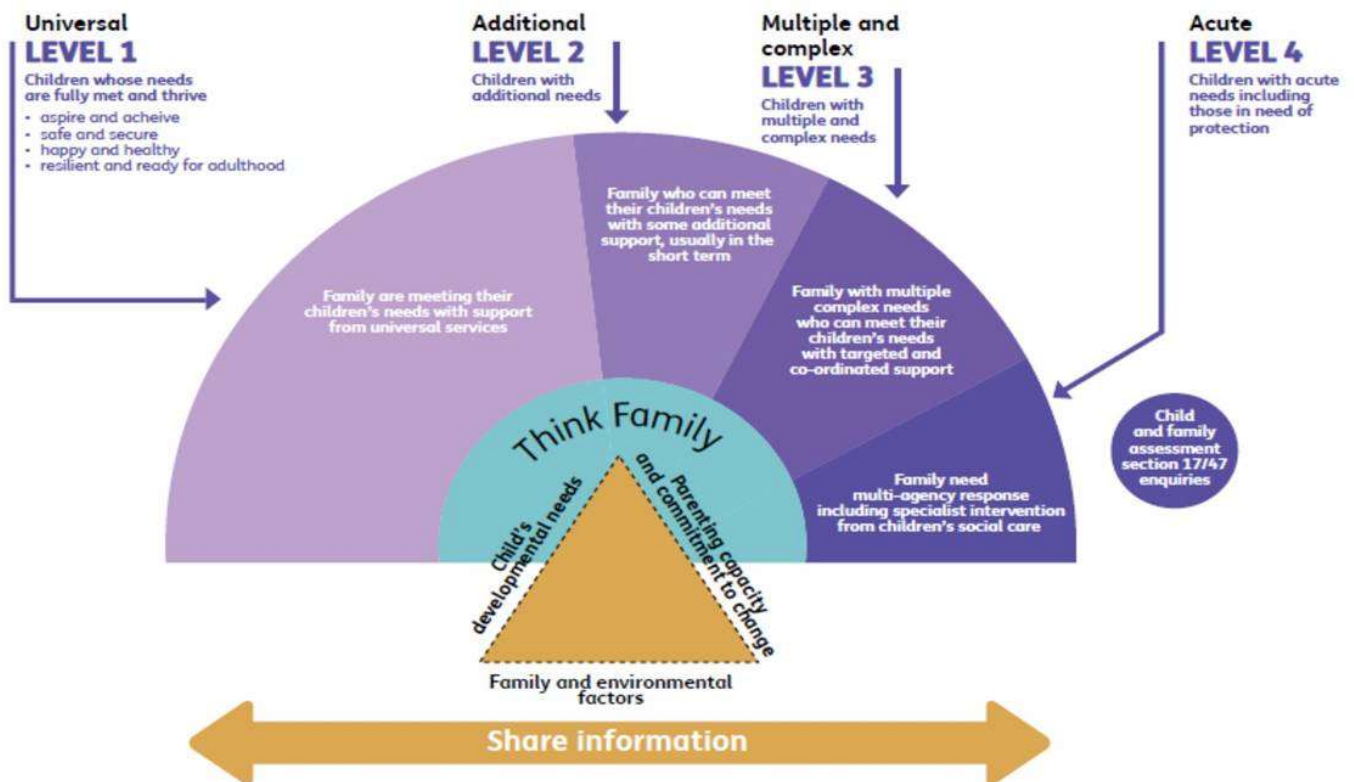 Universal
LEVEL 1
Children whose needs
are fully met and thrive
• aspire and acheive
• safe and secure
• happy and healthy
• resilient and ready for adulthood
Additional
LEVEL 2
Children with
additional needs
Multiple and
complex
LEVEL 3
Children with
multiple and
complex needs
Acute
LEVEL 4
Children with acute
needs including
those in need of
protection
Family are meeting their
children's needs with support
from universal services
Family who can meet
their children's needs
with some additional
support, usually in the
short term
Family with multiple
complex needs
who can meet their
children's needs
with targeted and
co-ordinated support
Family need
multi-agency response
including specialist intervention
from children's social care
Child
and family
assessment
section 17/47
enquiries
Think Family
Child's
developmental needs
Parenting capacity
and commitment to change
Family and environmental
factors
Share information